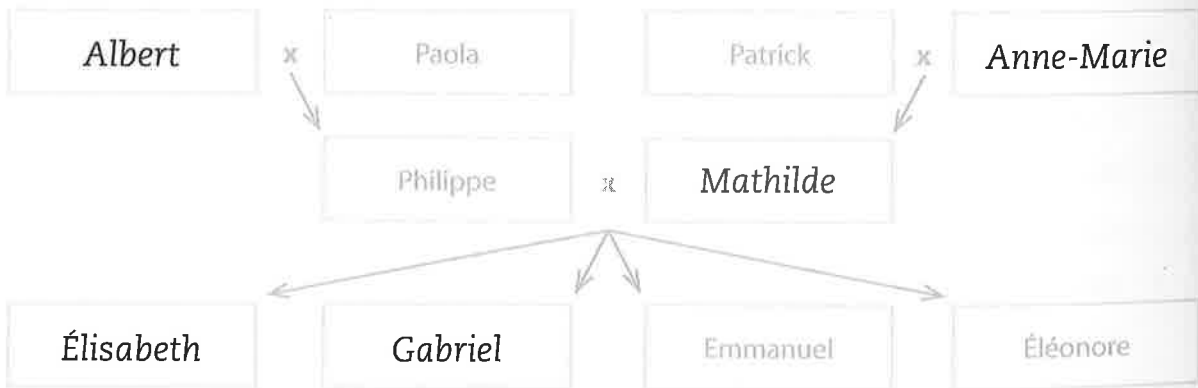 Albert x Paola Patrick x Anne-Marie
Philippe x Mathilde
Élisabeth Gabriel Emmanuel Éléonore